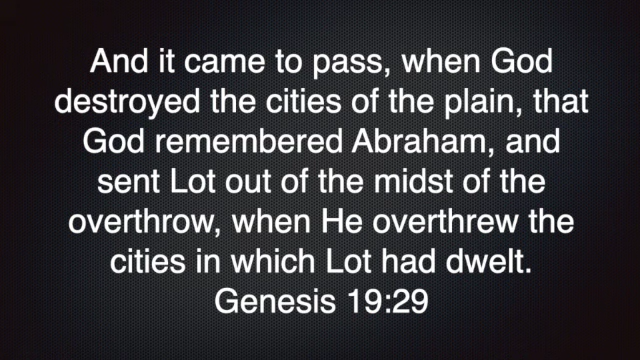 And it came to pass, when God
destroyed the cities of the plain, that
God remembered Abraham, and
sent Lot out of the midst of the
overthrow, when He overthrew the
cities in which Lot had dwelt.
Genesis 19:29